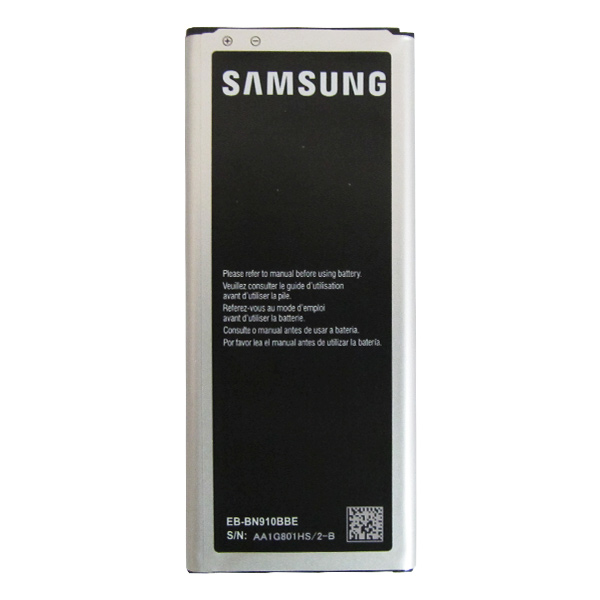 SAMSUNG
Please refer to manual before using battery.
Veuillez consulter le guide d'utilisation
avant d'utiliser la pile.
Referez-vous au mode d'emploi
avant d'utiliser la batterie.
Consulte o manual antes de usar a bateria.
Por favor lea el manual antes de utilizar la batería.
EB-BN910BBE
S/N: AA1G801HS/2-B